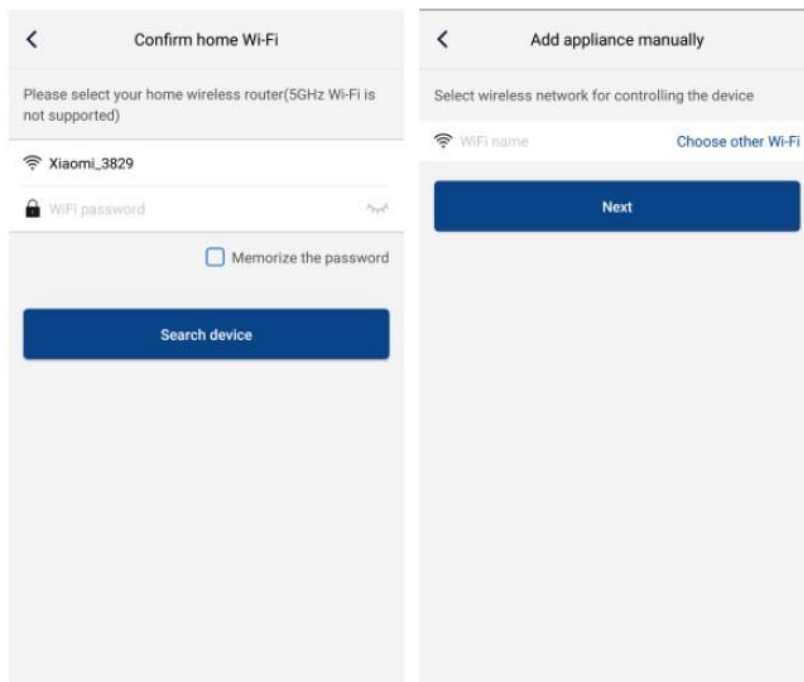 Confirm home Wi-Fi
Please select your home wireless router(5GHz Wi-Fi is
not supported)
Xiaomi_3829
WiFi password
Memorize the password
Search device
Add appliance manually
Select wireless network for controlling the device
WiFi name
Choose other Wi-Fi
Next